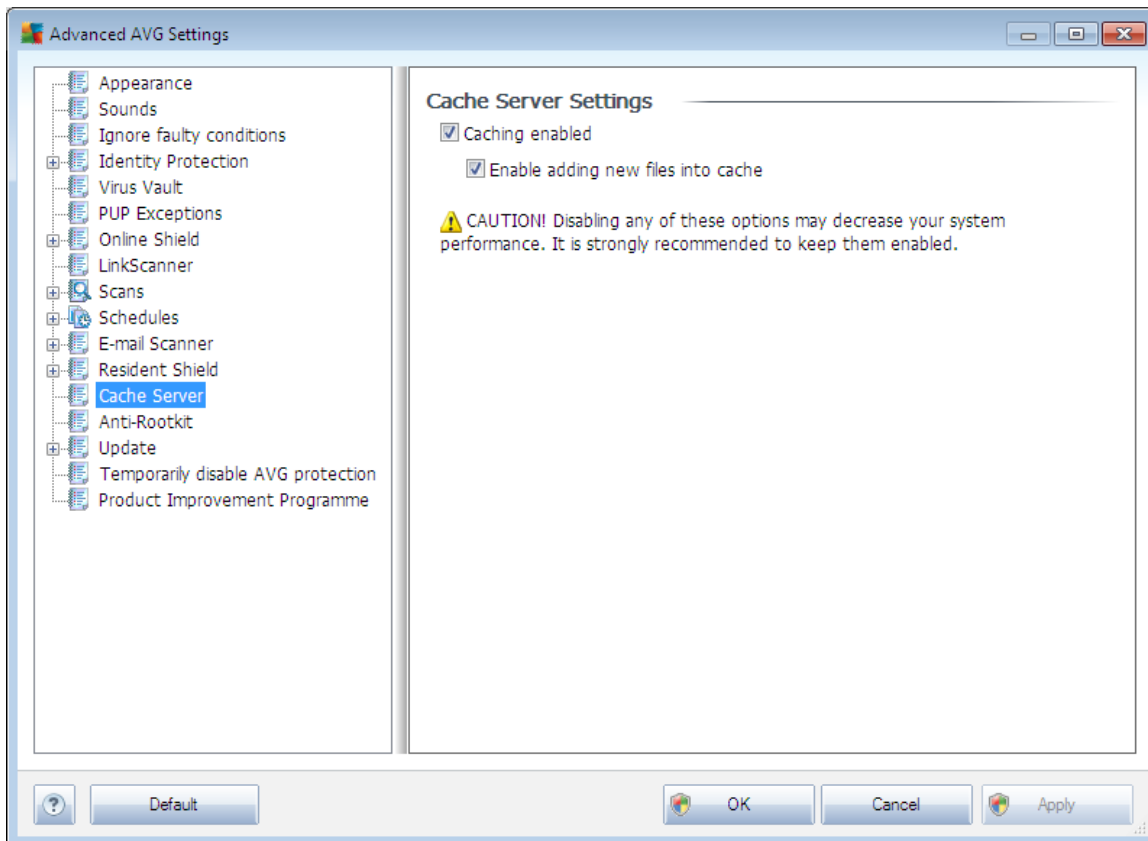 Advanced AVG Settings
Appearance
Sounds
Ignore faulty conditions
Identity Protection
Virus Vault
PUP Exceptions
Online Shield
LinkScanner
Scans
Schedules
E-mail Scanner
Resident Shield
Cache Server
Anti-Rootkit
Update
Temporarily disable AVG protection
Product Improvement Programme
Cache Server Settings
Caching enabled
Enable adding new files into cache
CAUTION! Disabling any of these options may decrease your system
performance. It is strongly recommended to keep them enabled.
?
Default
OK
Cancel
Apply